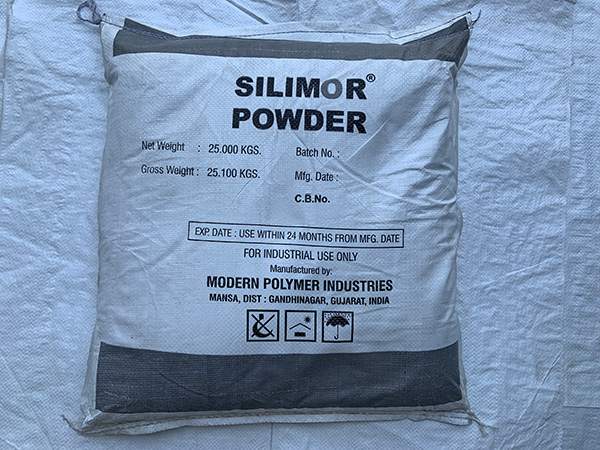 SILIMOR®
POWDER
Net Weight : 25.000 KGS. Batch No. :
Gross Weight : 25.100 KGS. Mfg. Date :
C.B.No.
EXP. DATE : USE WITHIN 24 MONTHS FROM MFG. DATE
FOR INDUSTRIAL USE ONLY
Manufactured by:
MODERN POLYMER INDUSTRIES
MANSA, DIST : GANDHINAGAR, GUJARAT, INDIA